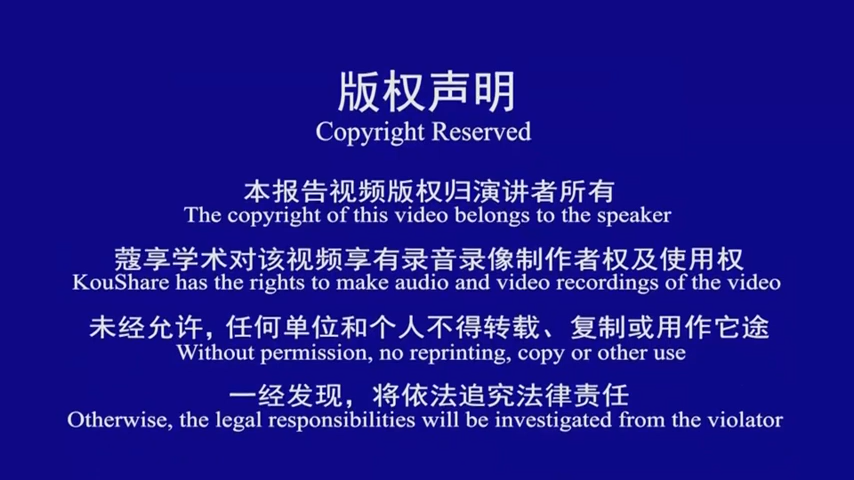 版权声明
Copyright Reserved
本报告视频版权归演讲者所有
The copyright of this video belongs to the speaker
蔻享学术对该视频享有录音录像制作者权及使用权
KouShare has the rights to make audio and video recordings of the video
未经允许，任何单位和个人不得转载、复制或用作它途
Without permission, no reprinting, copy or other use
一经发现，将依法追究法律责任
Otherwise, the legal responsibilities will be investigated from the violator